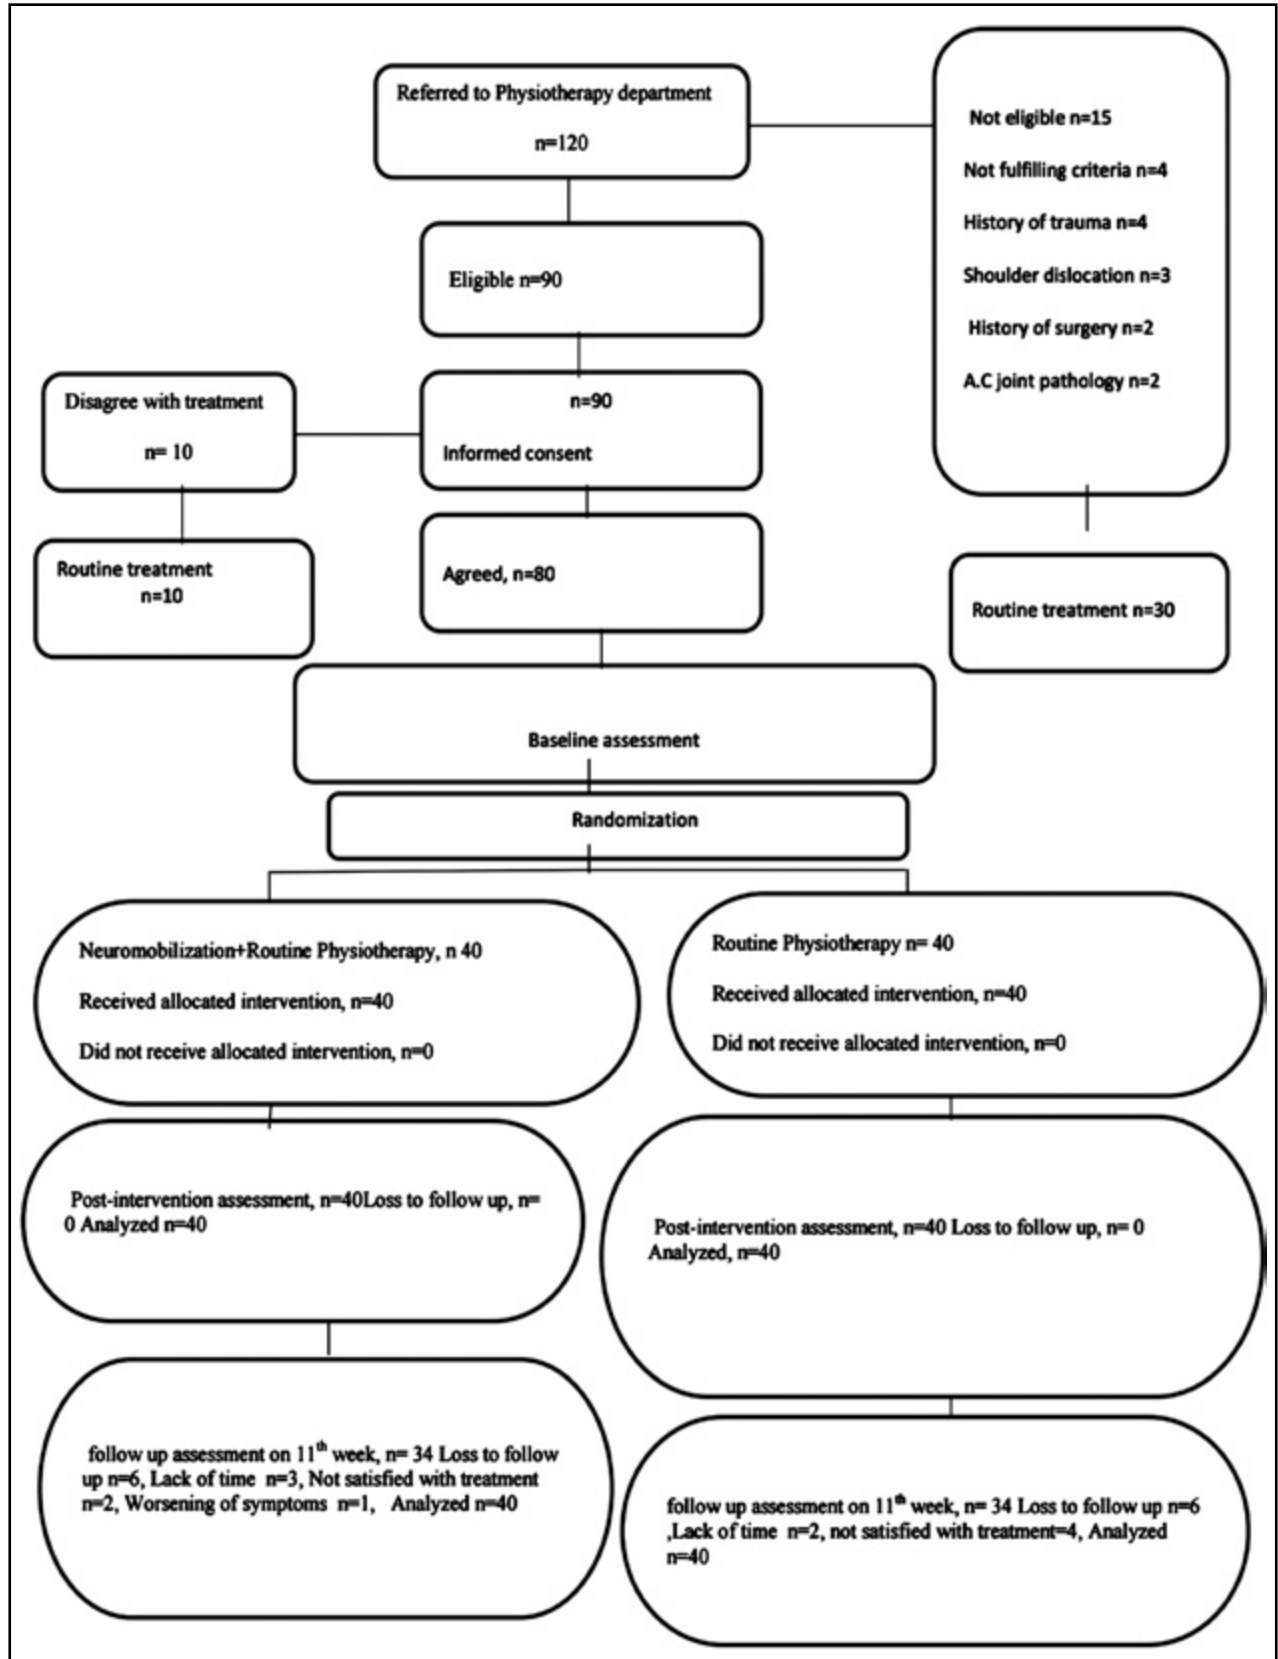 Referred to Physiotherapy department
n=120
Not eligible n=15
Not fulfilling criteria n=4
History of trauma n=4
Shoulder dislocation n=3
History of surgery n=2
A.C joint pathology n=2
Eligible n=90
Disagree with treatment
n= 10
n=90
Informed consent
Routine treatment
n=10
Agreed, n=80
Routine treatment n=30
Baseline assessment
Randomization
Neuromobilization+Routine Physiotherapy, n 40
Received allocated intervention, n=40
Did not receive allocated intervention, n=0
Routine Physiotherapy n= 40
Received allocated intervention, n=40
Did not receive allocated intervention, n=0
Post-intervention assessment, n=40Loss to follow up, n=
0 Analyzed n=40
Post-intervention assessment, n=40 Loss to follow up, n= 0
Analyzed, n=40
follow up assessment on 11th week, n= 34 Loss to follow
up n=6, Lack of time n=3, Not satisfied with treatment
n=2, Worsening of symptoms n=1, Analyzed n=40
follow up assessment on 11th week, n= 34 Loss to follow up n=6
,Lack of time n=2, not satisfied with treatment=4, Analyzed
n=40